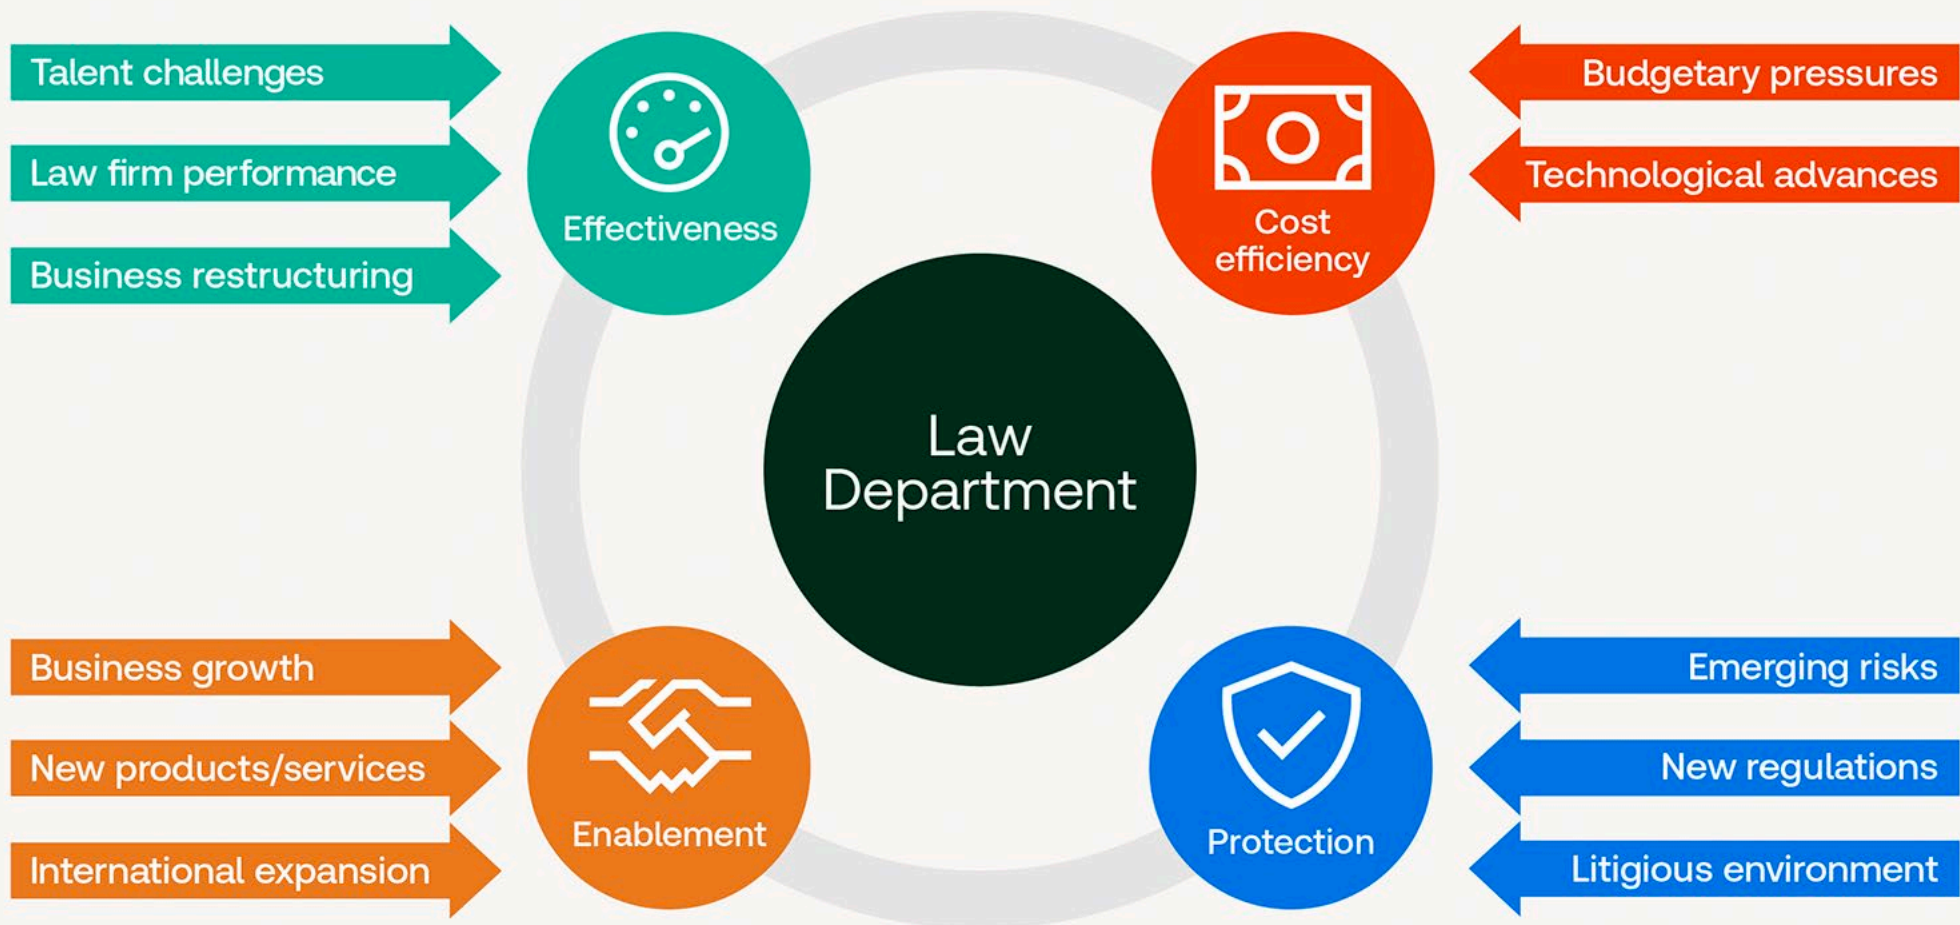 Talent challenges
Law firm performance
Business restructuring
Effectiveness
Cost
efficiency
Budgetary pressures
Technological advances
Law
Department
Business growth
New products/services
International expansion
Enablement
Protection
Emerging risks
New regulations
Litigious environment